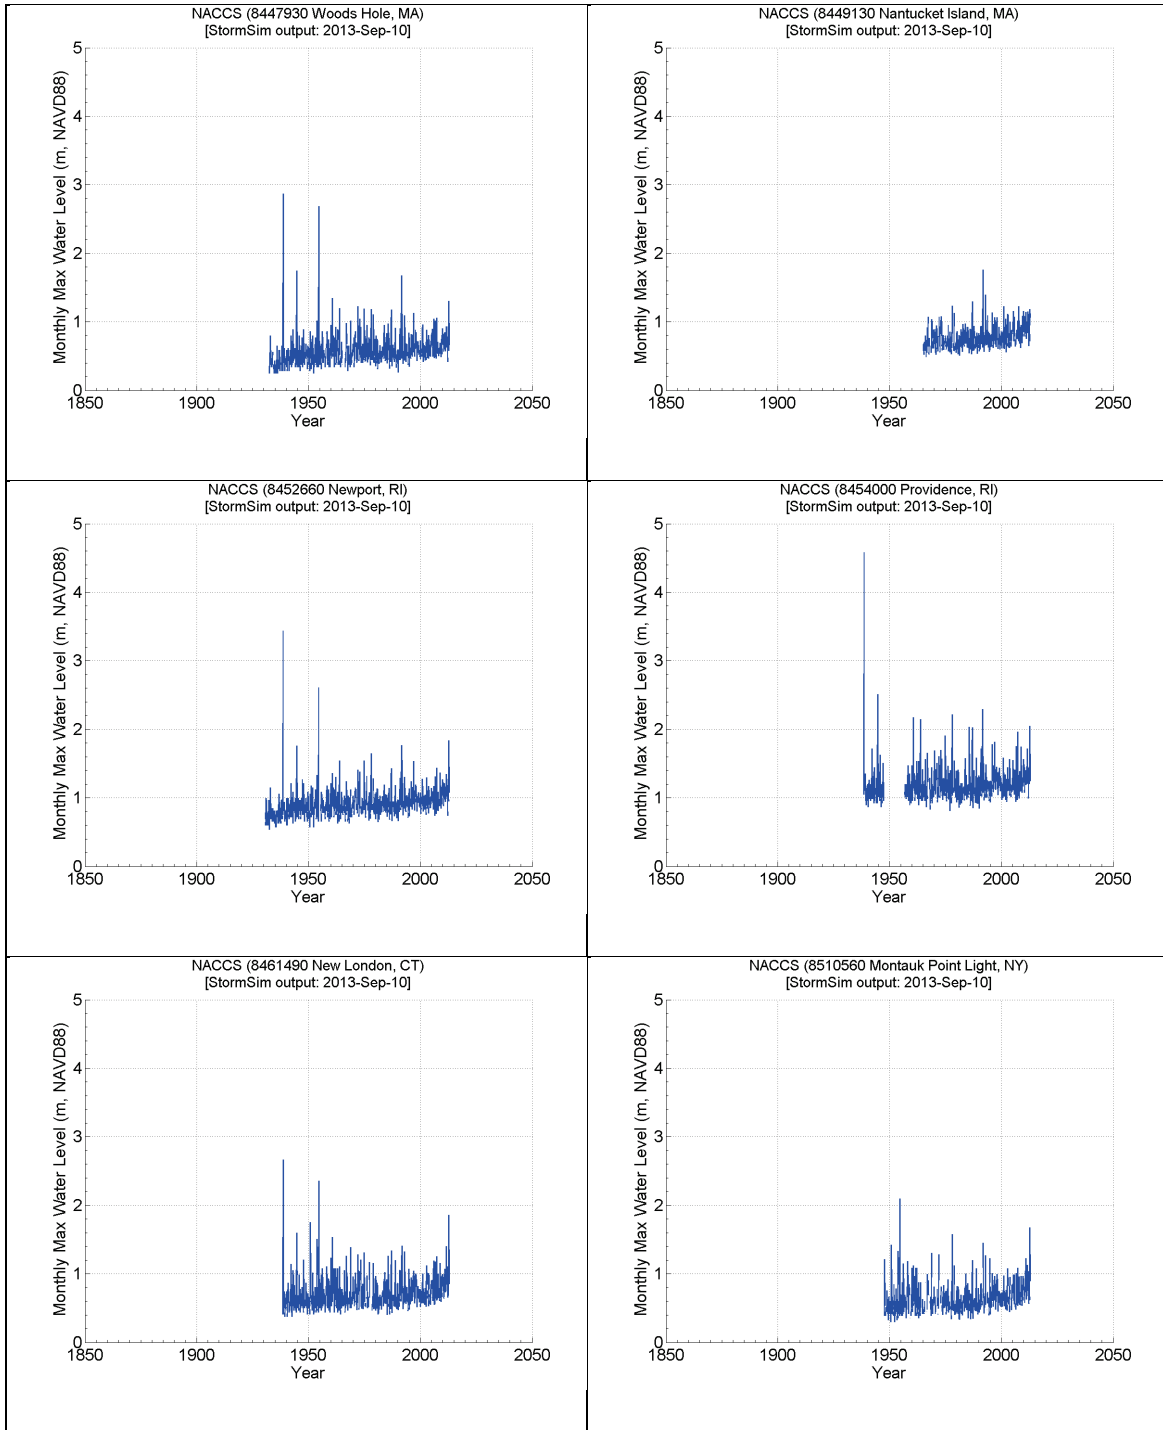 NACCS (8447930 Woods Hole, MA)
[StormSim output: 2013-Sep-10]
Monthly Max Water Level (m, NAVD88)
5
4
3
2
1
0
1850 1900 1950 2000 2050
Year
NACCS (8449130 Nantucket Island, MA)
[StormSim output: 2013-Sep-10]
Monthly Max Water Level (m, NAVD88)
5
4
3
2
1
0
1850 1900 1950 2000 2050
Year
NACCS (8452660 Newport, RI)
[StormSim output: 2013-Sep-10]
Monthly Max Water Level (m, NAVD88)
5
4
3
2
1
0
1850 1900 1950 2000 2050
Year
NACCS (8454000 Providence, RI)
[StormSim output: 2013-Sep-10]
Monthly Max Water Level (m, NAVD88)
5
4
3
2
1
0
1850 1900 1950 2000 2050
Year
NACCS (8461490 New London, CT)
[StormSim output: 2013-Sep-10]
Monthly Max Water Level (m, NAVD88)
5
4
3
2
1
0
1850 1900 1950 2000 2050
Year
NACCS (8510560 Montauk Point Light, NY)
[StormSim output: 2013-Sep-10]
Monthly Max Water Level (m, NAVD88)
5
4
3
2
1
0
1850 1900 1950 2000 2050
Year